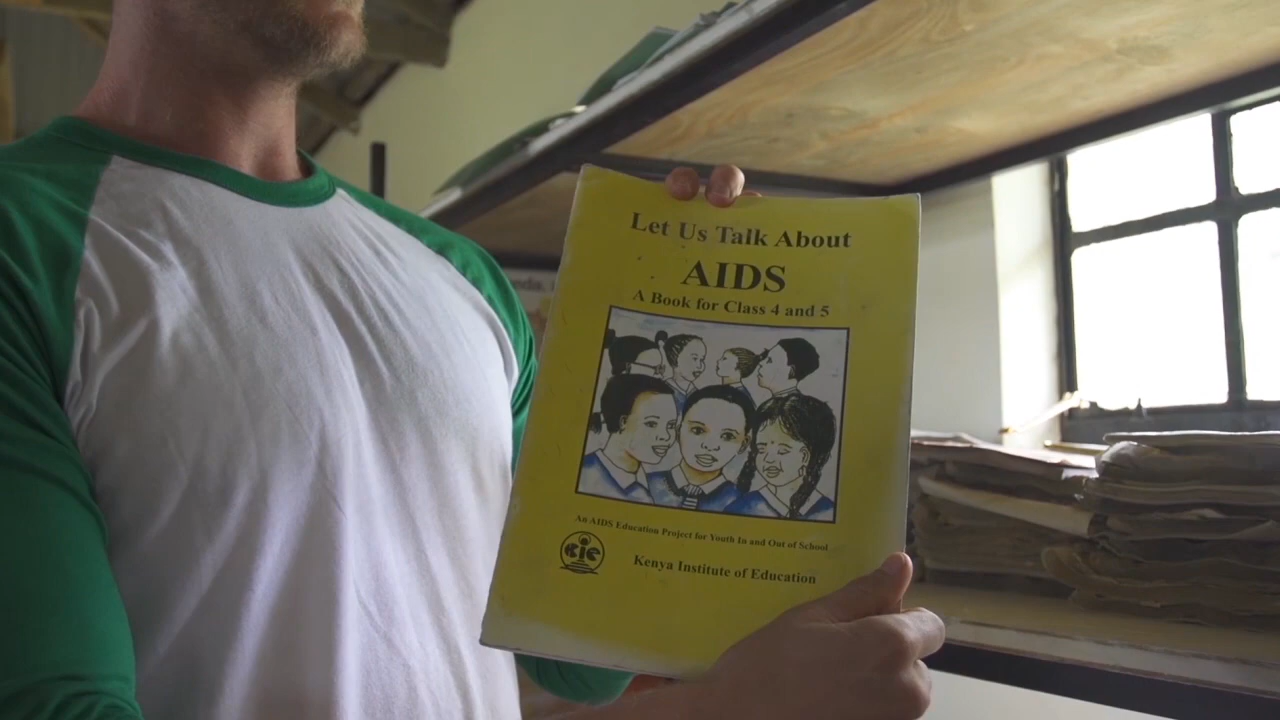 Let Us Talk About
AIDS
A Book for Class 4 and 5
An AIDS Education Project for Youth In and Out of School
KIE
Kenya Institute of Education